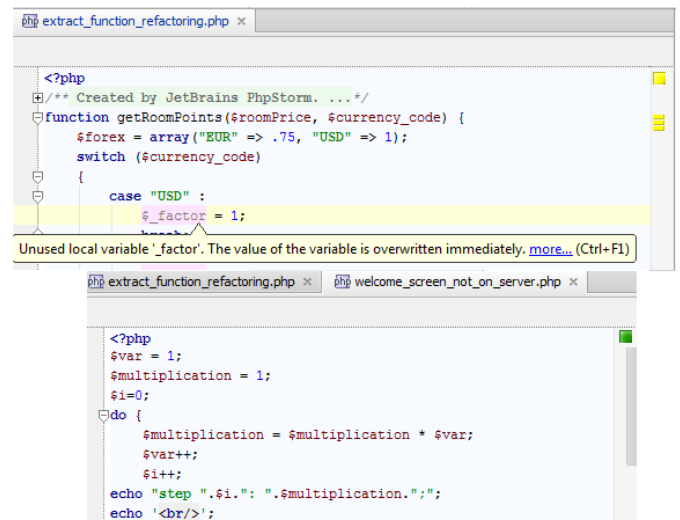 php extract_function_refactoring.php ×
<?php
/** Created by JetBrains PhpStorm. ...*/
function getRoomPoints($roomPrice, $currency_code) {
$forex = array("EUR" => .75, "USD" => 1);
switch ($currency_code)
{
case "USD" :
$_factor = 1;
Unused local variable '_factor'. The value of the variable is overwritten immediately. more... (Ctrl+F1)
php extract_function_refactoring.php × php welcome_screen_not_on_server.php ×
<?php
$var = 1;
$multiplication = 1;
$i=0;
do {
$multiplication = $multiplication * $var;
$var++;
$i++;
echo "step ".$i.": ".$multiplication.";";
echo '<br/>';